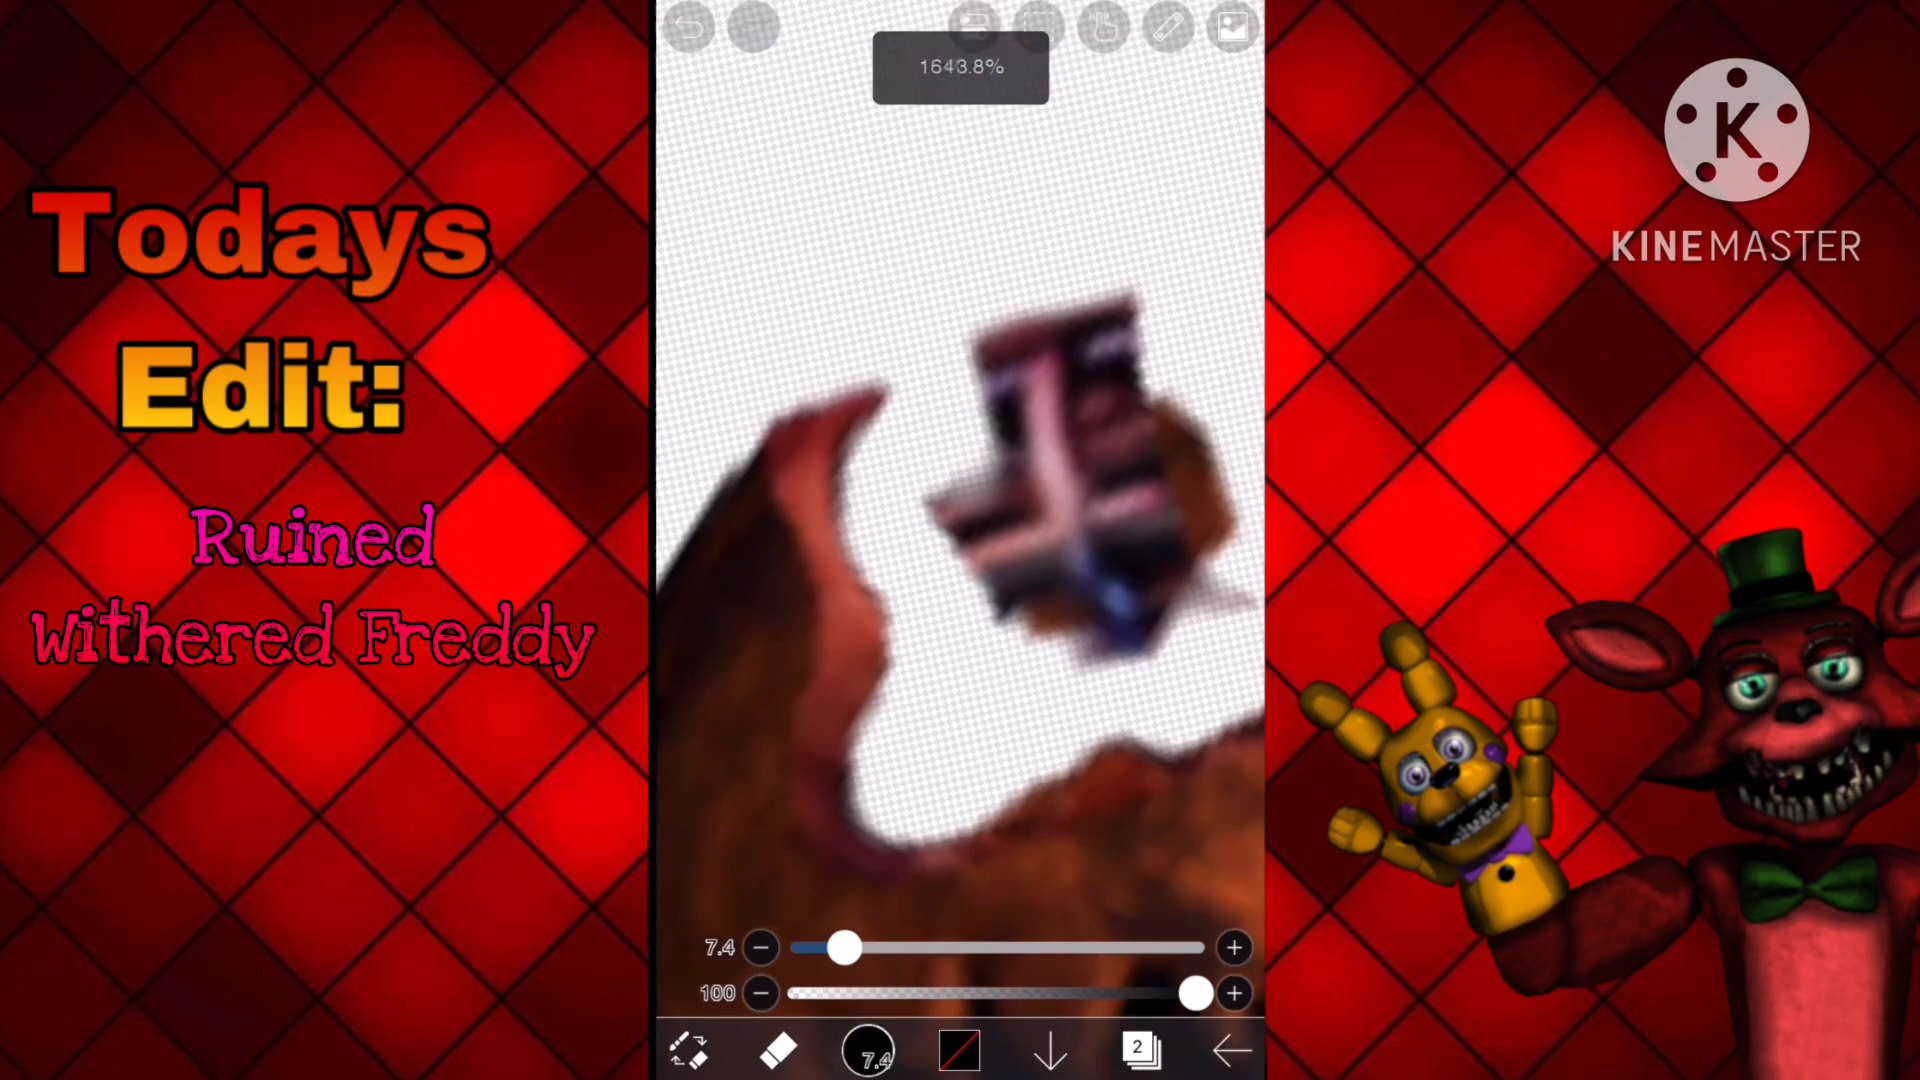 Todays
Edit:
Ruined
Withered Freddy
1643.8%
7.4
100
7.4
2
K
KINEMASTER